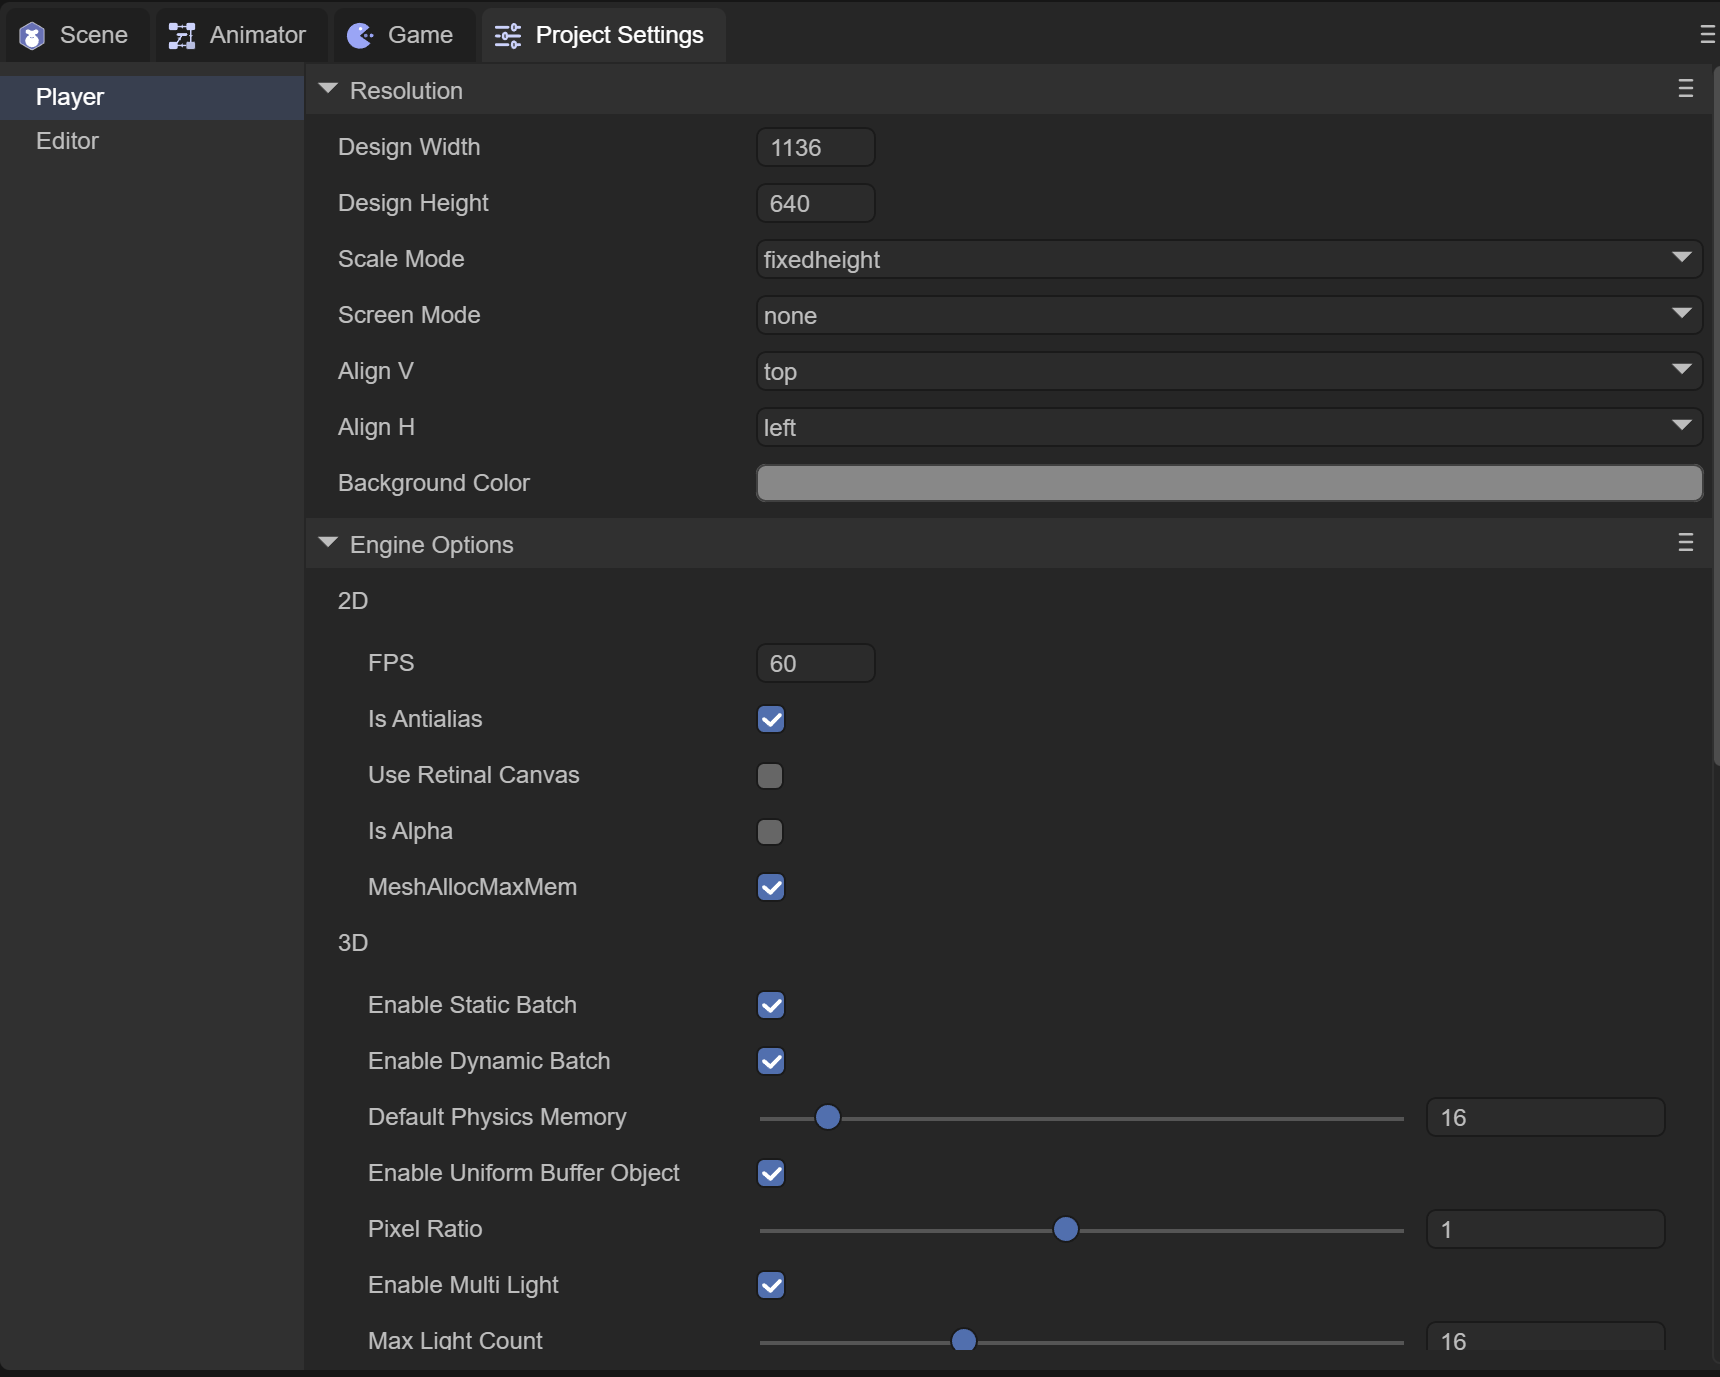 Scene
Animator
Game
Project Settings
Player
Editor
Resolution
Design Width 1136
Design Height 640
Scale Mode fixedheight
Screen Mode none
Align V top
Align H left
Background Color
Engine Options
2D
FPS 60
Is Antialias
Use Retinal Canvas
Is Alpha
MeshAllocMaxMem
3D
Enable Static Batch
Enable Dynamic Batch
Default Physics Memory 16
Enable Uniform Buffer Object
Pixel Ratio 1
Enable Multi Light
Max Light Count 16